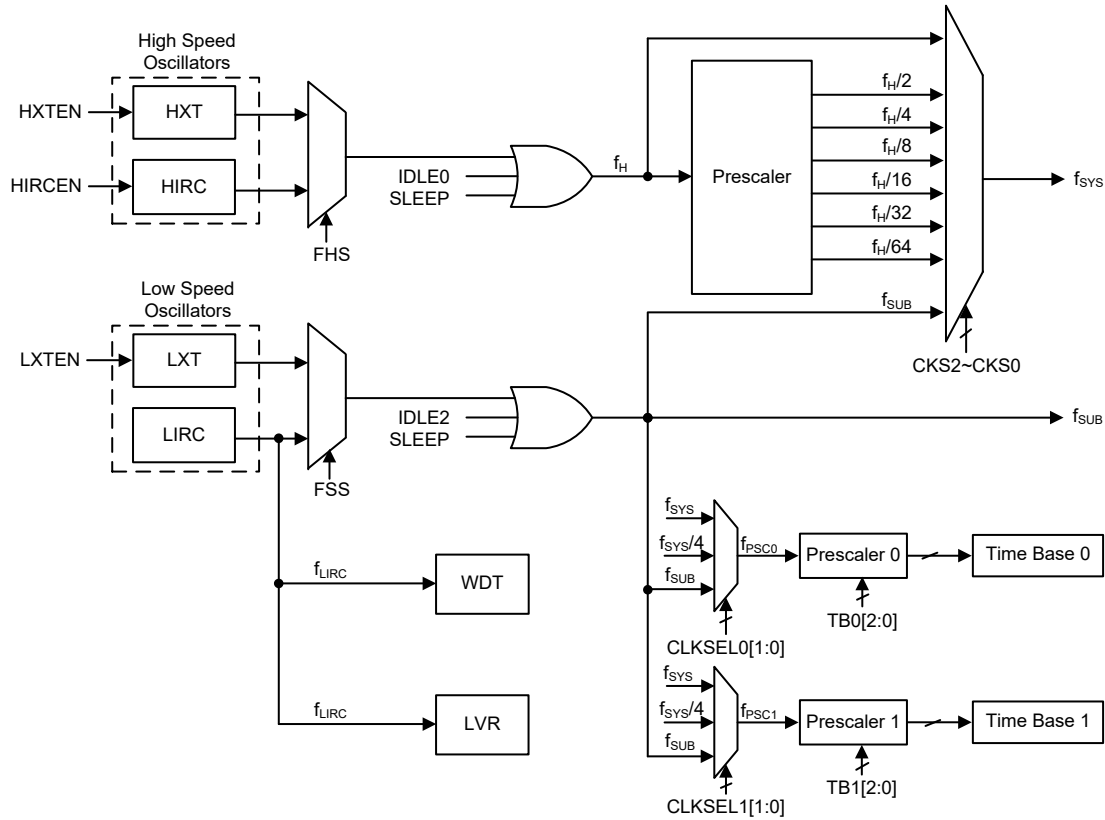 High Speed
Oscillators
HXTEN
HXT
HIRCEN
HIRC
FHS
IDLE0
SLEEP
fH
Prescaler
fH/2
fH/4
fH/8
fH/16
fH/32
fH/64
fSUB
CKS2~CKS0
fSYS
Low Speed
Oscillators
LXTEN
LXT
LIRC
FSS
IDLE2
SLEEP
fSUB
fLIRC
WDT
fLIRC
LVR
fSYS
fSYS/4
fSUB
CLKSEL0[1:0]
fPSC0
Prescaler 0
TB0[2:0]
Time Base 0
fSYS
fSYS/4
fSUB
CLKSEL1[1:0]
fPSC1
Prescaler 1
TB1[2:0]
Time Base 1